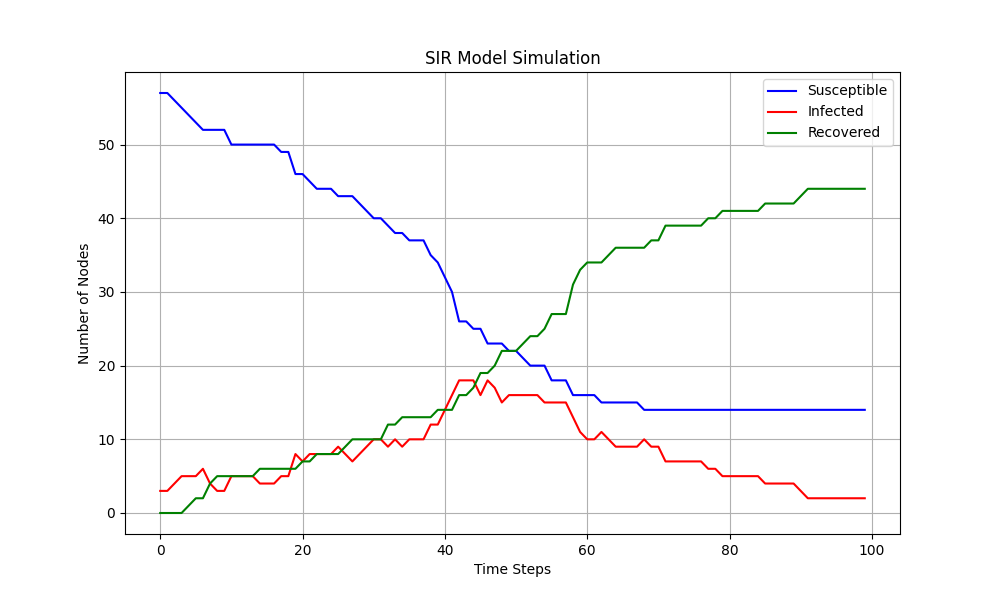 SIR Model Simulation
Susceptible
Infected
Recovered
Number of Nodes
50
40
30
20
10
0
0 20 40 60 80 100
Time Steps